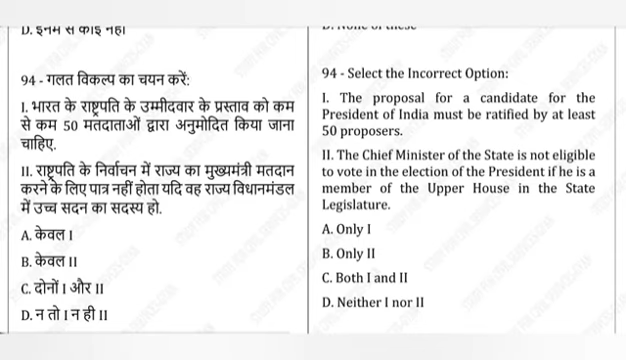 D. इनमें से कोई नहीं
94 - गलत विकल्प का चयन करें:
I. भारत के राष्ट्रपति के उम्मीदवार के प्रस्ताव को कम
से कम 50 मतदाताओं द्वारा अनुमोदित किया जाना
चाहिए.
II. राष्ट्रपति के निर्वाचन में राज्य का मुख्यमंत्री मतदान
करने के लिए पात्र नहीं होता यदि वह राज्य विधानमंडल
में उच्च सदन का सदस्य हो.
A. केवल I
B. केवल II
C. दोनों I और II
D. न तो I न ही II
D. None of these
94 - Select the Incorrect Option:
I. The proposal for a candidate for the
President of India must be ratified by at least
50 proposers.
II. The Chief Minister of the State is not eligible
to vote in the election of the President if he is a
member of the Upper House in the State
Legislature.
A. Only I
B. Only II
C. Both I and II
D. Neither I nor II